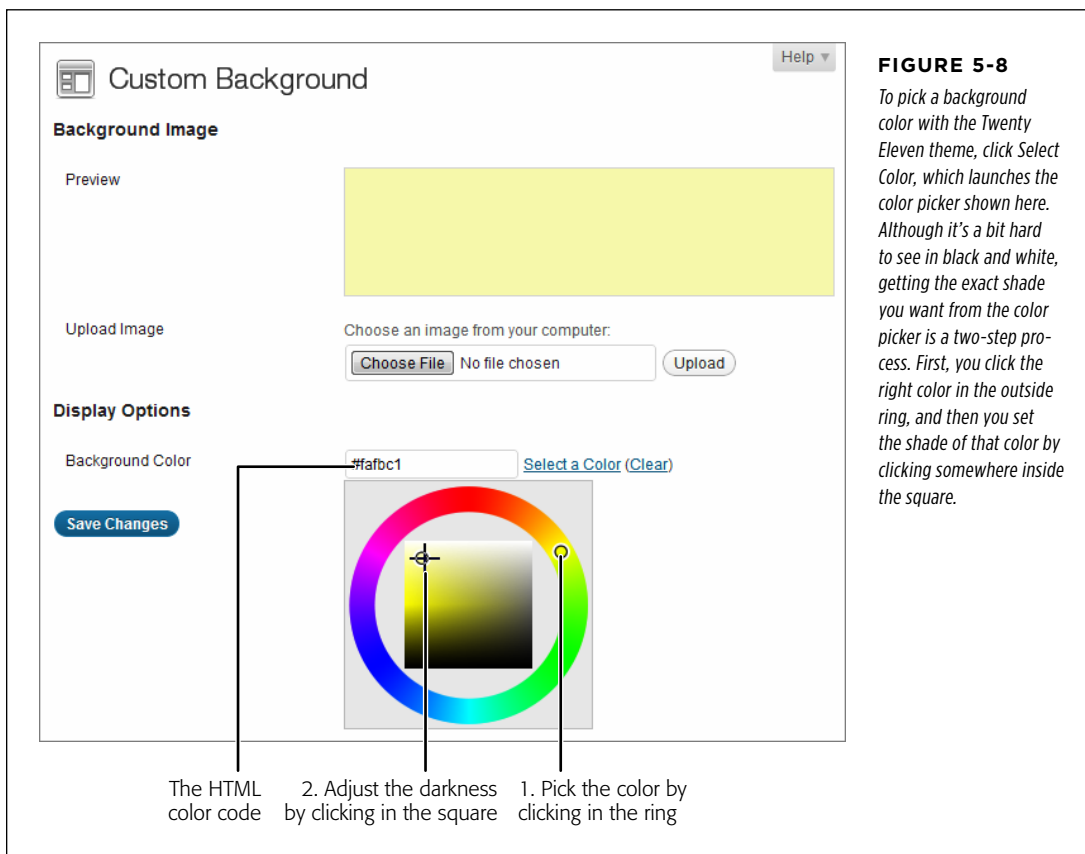 Help
Custom Background
Background Image
Preview
Upload Image
Choose an image from your computer:
Choose File No file chosen Upload
Display Options
Background Color #fafbc1 Select a Color (Clear)
Save Changes
The HTML
color code
2. Adjust the darkness
by clicking in the square
1. Pick the color by
clicking in the ring
FIGURE 5-8
To pick a background
color with the Twenty
Eleven theme, click Select
Color, which launches the
color picker shown here.
Although it's a bit hard
to see in black and white,
getting the exact shade
you want from the color
picker is a two-step pro-
cess. First, you click the
right color in the outside
ring, and then you set
the shade of that color by
clicking somewhere inside
the square.